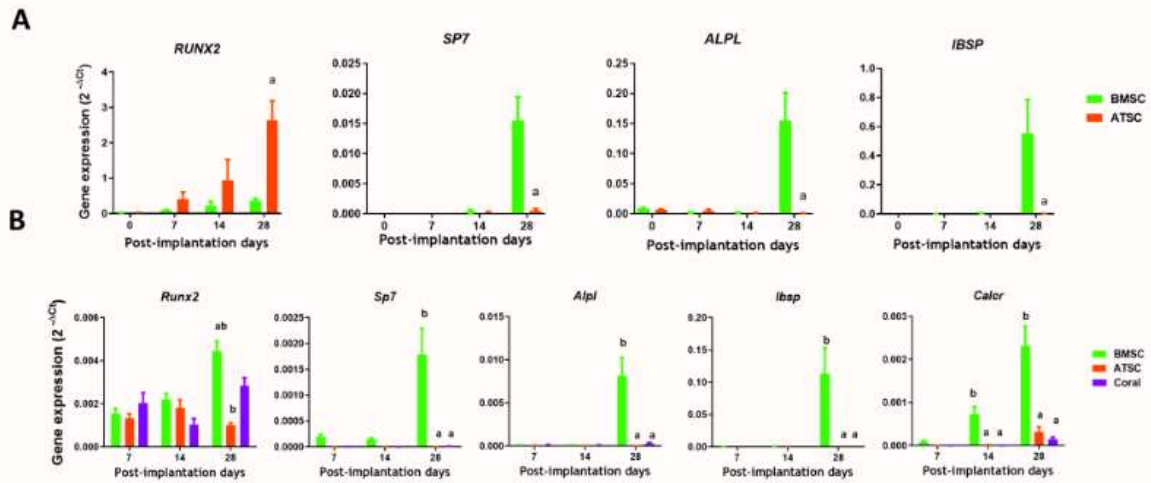 A
RUNX2
SP7
ALPL
IBSP
Gene expression (2 -ΔCt)
4
3
2
1
0
0 7 14 28
Post-implantation days
a
0.025
0.020
0.015
0.010
0.005
0.000
0 7 14 28
Post-implantation days
a
0.25
0.20
0.15
0.10
0.05
0.00
0 7 14 28
Post-implantation days
a
1.0
0.8
0.6
0.4
0.2
0.0
0 7 14 28
Post-implantation days
a
BMSC
ATSC
B
Runx2
Sp7
Alpl
Ibsp
Calcr
Gene expression (2 -ΔCt)
0.006
0.004
0.002
0.000
7 14 28
Post-implantation days
ab
b
0.0025
0.0020
0.0015
0.0010
0.0005
0.0000
7 14 28
Post-implantation days
b
a a
0.015
0.010
0.005
0.000
7 14 28
Post-implantation days
b
a a
0.20
0.15
0.10
0.05
0.00
7 14 28
Post-implantation days
b
a a
0.003
0.002
0.001
0.000
7 14 28
Post-implantation days
b
a a
b
a a
BMSC
ATSC
Coral